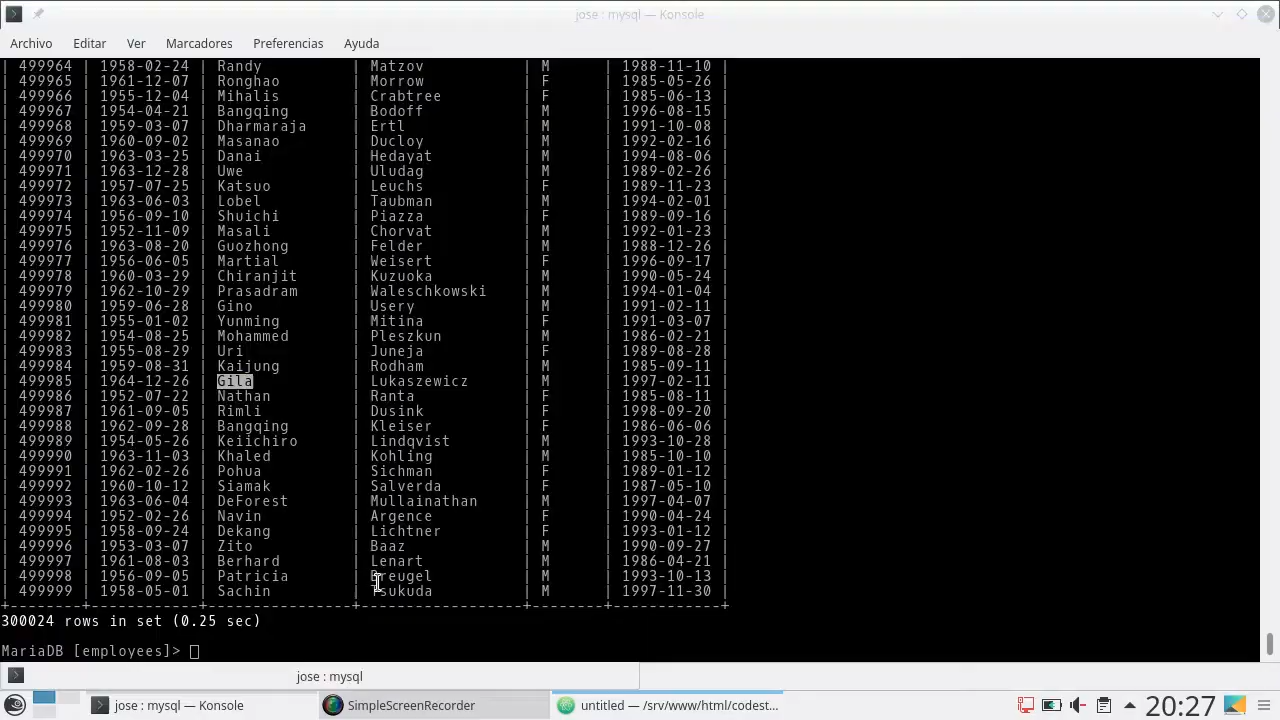 jose : mysql — Konsole
Archivo Editar Ver Marcadores Preferencias Ayuda
| 499964 | 1958-02-24 | Randy | Matzov | M | 1988-11-10 |
| 499965 | 1961-12-07 | Ronghao | Morrow | F | 1985-05-26 |
| 499966 | 1955-12-04 | Mihalis | Crabtree | F | 1985-06-13 |
| 499967 | 1954-04-21 | Bangqing | Bodoff | M | 1996-08-15 |
| 499968 | 1959-03-07 | Dharmaraja | Ertl | M | 1991-10-08 |
| 499969 | 1960-09-02 | Masanao | Ducloy | M | 1992-02-16 |
| 499970 | 1963-03-25 | Danai | Hedayat | M | 1994-08-06 |
| 499971 | 1963-12-28 | Uwe | Uludag | M | 1989-02-26 |
| 499972 | 1957-07-25 | Katsuo | Leuchs | F | 1989-11-23 |
| 499973 | 1963-06-03 | Lobel | Taubman | M | 1994-02-01 |
| 499974 | 1956-09-10 | Shuichi | Piazza | F | 1989-09-16 |
| 499975 | 1952-11-09 | Masali | Chorvat | M | 1992-01-23 |
| 499976 | 1963-08-20 | Guozhong | Felder | M | 1988-12-26 |
| 499977 | 1956-06-05 | Martial | Weisert | F | 1996-09-17 |
| 499978 | 1960-03-29 | Chiranjit | Kuzuoka | M | 1990-05-24 |
| 499979 | 1962-10-29 | Prasadram | Waleschkowski | M | 1994-01-04 |
| 499980 | 1959-06-28 | Gino | Usery | M | 1991-02-11 |
| 499981 | 1955-01-02 | Yunming | Mitina | F | 1991-03-07 |
| 499982 | 1954-08-25 | Mohammed | Pleszkun | M | 1986-02-21 |
| 499983 | 1955-08-29 | Uri | Juneja | F | 1989-08-28 |
| 499984 | 1959-08-31 | Kaijung | Rodham | M | 1985-09-11 |
| 499985 | 1964-12-26 | Gila | Lukaszewicz | M | 1997-02-11 |
| 499986 | 1952-07-22 | Nathan | Ranta | F | 1985-08-11 |
| 499987 | 1961-09-05 | Rimli | Dusink | F | 1998-09-20 |
| 499988 | 1962-09-28 | Bangqing | Kleiser | F | 1986-06-06 |
| 499989 | 1954-05-26 | Keiichiro | Lindqvist | M | 1993-10-28 |
| 499990 | 1963-11-03 | Khaled | Kohling | M | 1985-10-10 |
| 499991 | 1962-02-26 | Pohua | Sichman | F | 1989-01-12 |
| 499992 | 1960-10-12 | Siamak | Salverda | F | 1987-05-10 |
| 499993 | 1963-06-04 | DeForest | Mullainathan | M | 1997-04-07 |
| 499994 | 1952-02-26 | Navin | Argence | F | 1990-04-24 |
| 499995 | 1958-09-24 | Dekang | Lichtner | F | 1993-01-12 |
| 499996 | 1953-03-07 | Zito | Baaz | M | 1990-09-27 |
| 499997 | 1961-08-03 | Berhard | Lenart | M | 1986-04-21 |
| 499998 | 1956-09-05 | Patricia | Breugel | M | 1993-10-13 |
| 499999 | 1958-05-01 | Sachin | Tsukuda | M | 1997-11-30 |
+--------+------------+-----------------+------------------+--------+------------+
300024 rows in set (0.25 sec)
MariaDB [employees]>
jose : mysql
jose : mysql — Konsole SimpleScreenRecorder untitled — /srv/www/html/codest... 20:27